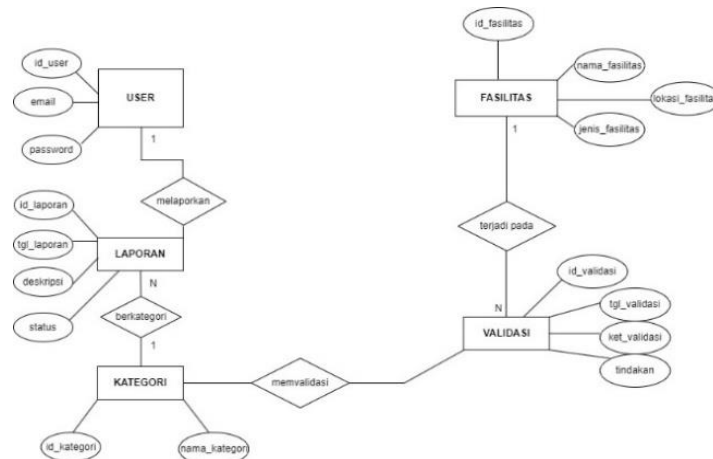 id_fasilitas
id_user
nama_fasilitas
USER
FASILITAS
email
lokasi_fasilita
jenis_fasilitas
1
1
password
melaporkan
id_laporan
terjadi pada
tgl_laporan
LAPORAN
id_validasi
deskripsi
N
tgl_validasi
N
status
berkategori
VALIDASI
ket_validasi
1
tindakan
KATEGORI
memvalidasi
id_kategori
nama_kategori